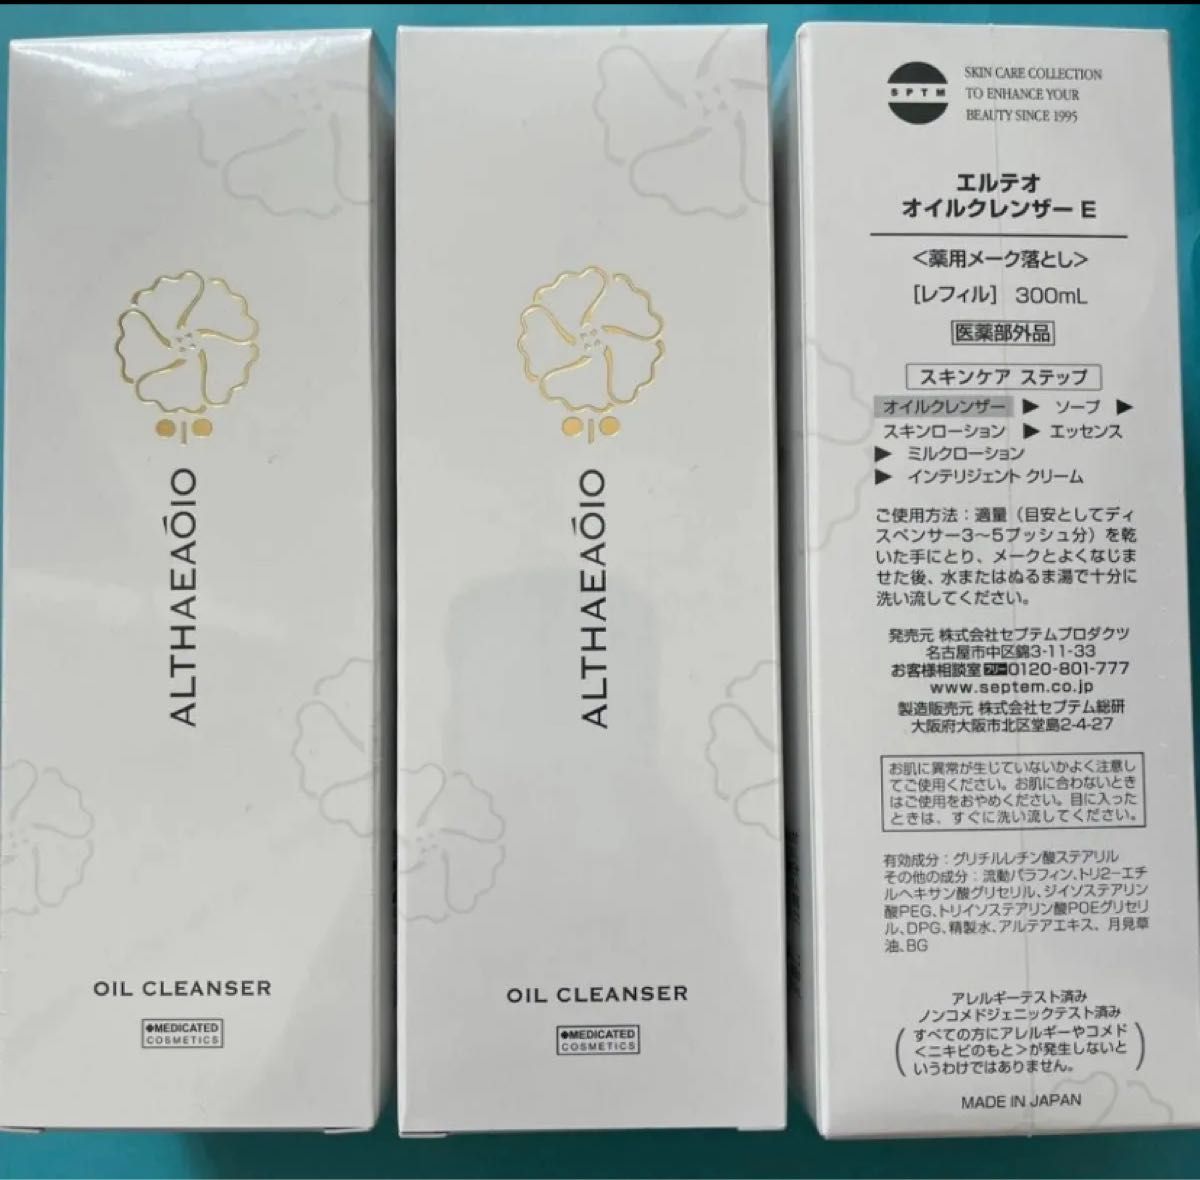 ALTHAEAÓIO
OIL CLEANSER
MEDICATED
COSMETICS
ALTHAEAÓIO
OIL CLEANSER
MEDICATED
COSMETICS
SPTM
SKIN CARE COLLECTION
TO ENHANCE YOUR
BEAUTY SINCE 1995
エルテオ
オイルクレンザー E
<薬用メーク落とし>
[レフィル] 300mL
医薬部外品
スキンケア ステップ
オイルクレンザー ▶ ソープ ▶
スキンローション ▶ エッセンス
▶ ミルクローション
▶ インテリジェント クリーム
ご使用方法：適量（目安としてディ
スペンサー3〜5プッシュ分）を乾
いた手にとり、メークとよくなじま
せた後、水またはぬるま湯で十分に
洗い流してください。
発売元 株式会社セプテムプロダクツ
名古屋市中区錦3-11-33
お客様相談室 フリー0120-801-777
www.septem.co.jp
製造販売元 株式会社セプテム総研
大阪府大阪市北区堂島2-4-27
お肌に異常が生じていないかよく注意し
てご使用ください。お肌に合わないとき
はご使用をおやめください。目に入った
ときは、すぐに洗い流してください。
有効成分：グリチルレチン酸ステアリル
その他の成分：流動パラフィン、トリ2-エチ
ルヘキサン酸グリセリル、ジイソステアリン
酸PEG、トリイソステアリン酸POEグリセリ
ル、DPG、精製水、アルテアエキス、月見草
油、BG
アレルギーテスト済み
ノンコメドジェニックテスト済み
(すべての方にアレルギーやコメド
<ニキビのもと>が発生しないと
いうわけではありません。)
MADE IN JAPAN